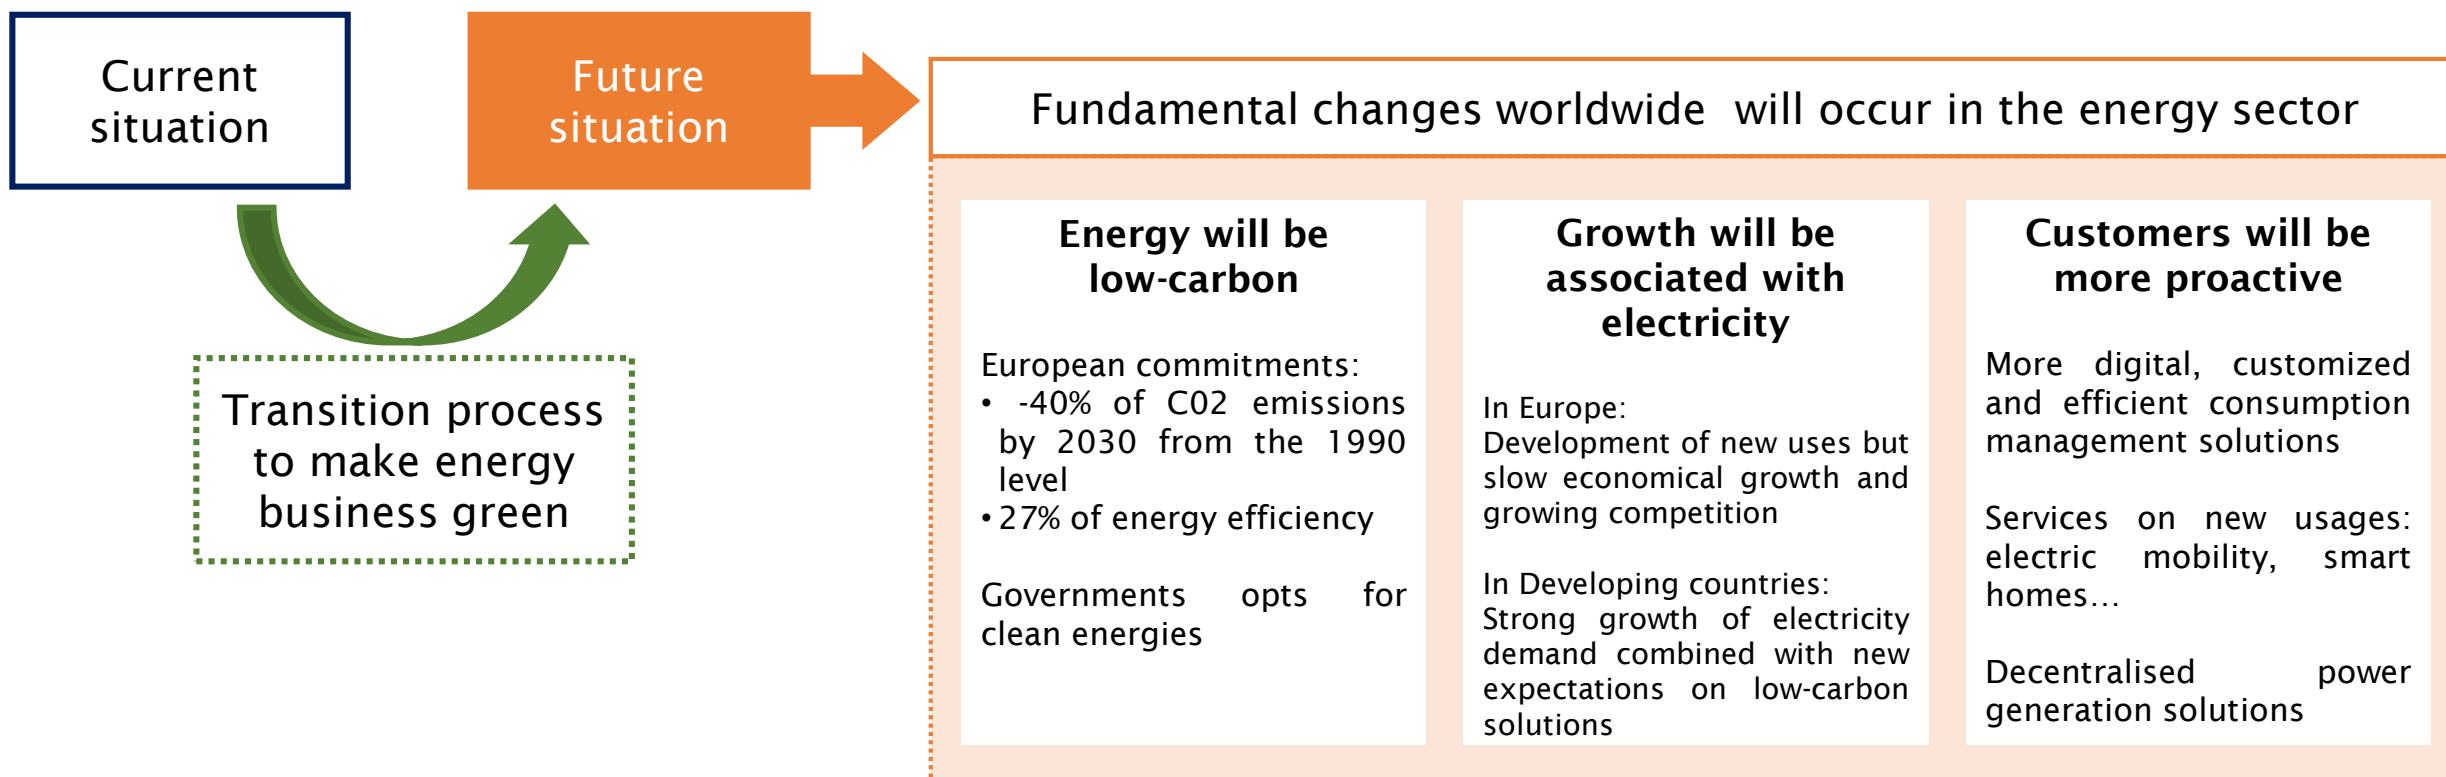 Current
situation
Future
situation
Transition process
to make energy
business green
Fundamental changes worldwide will occur in the energy sector
Energy will be
low-carbon
European commitments:
• -40% of C02 emissions
by 2030 from the 1990
level
• 27% of energy efficiency
Governments opts for
clean energies
Growth will be
associated with
electricity
In Europe:
Development of new uses but
slow economical growth and
growing competition
In Developing countries:
Strong growth of electricity
demand combined with new
expectations on low-carbon
solutions
Customers will be
more proactive
More digital, customized
and efficient consumption
management solutions
Services on new usages:
electric mobility, smart
homes…
Decentralised power
generation solutions